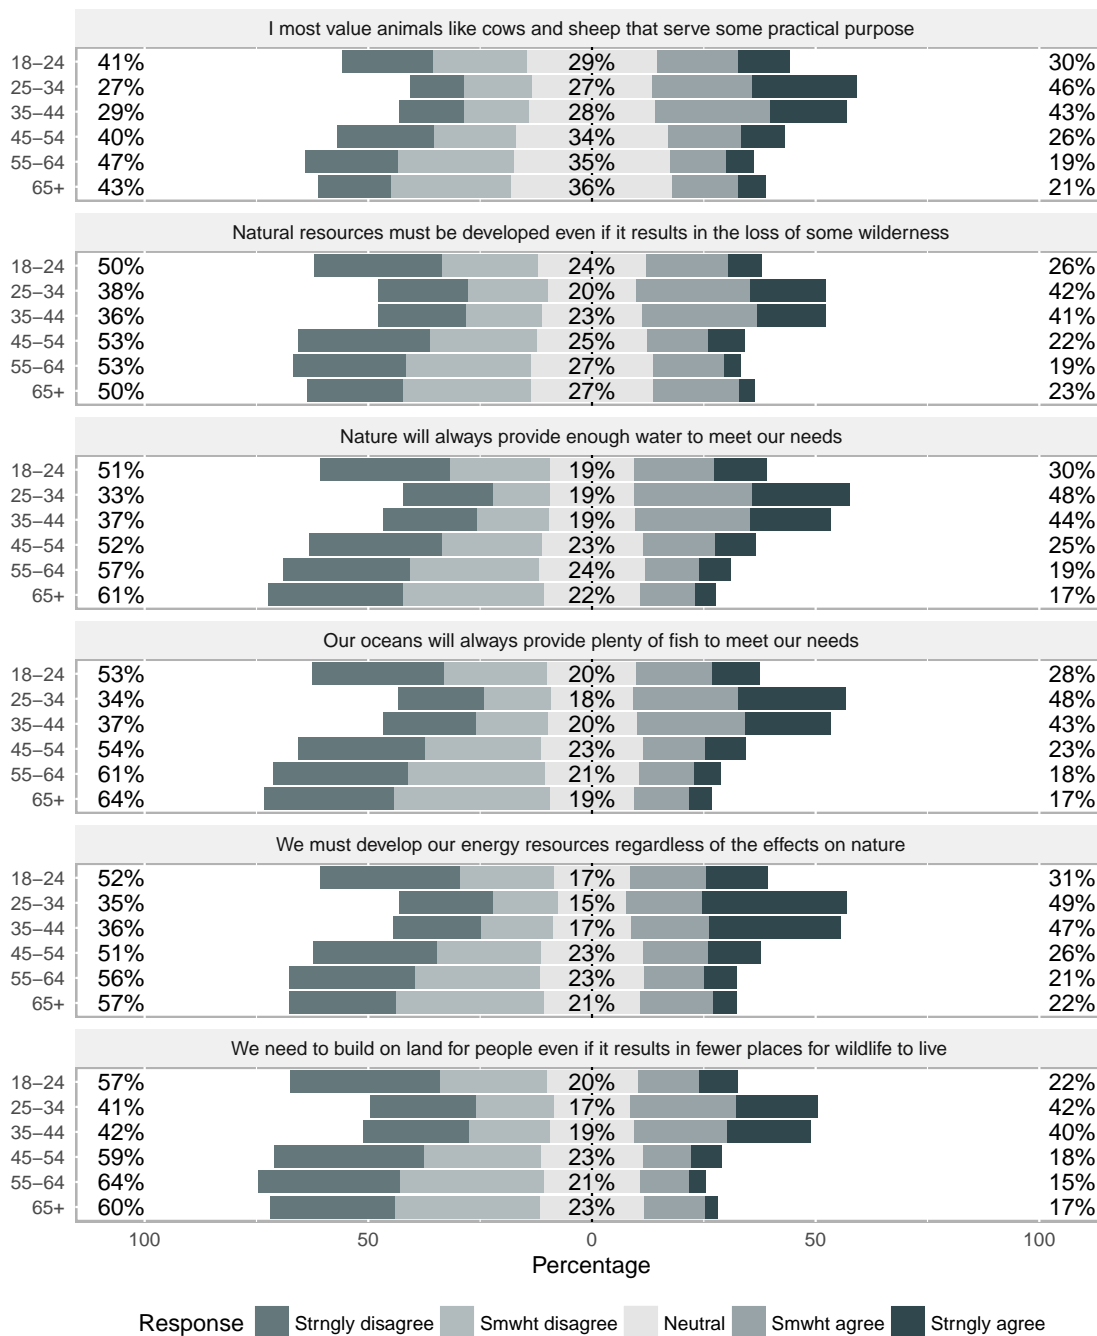 I most value animals like cows and sheep that serve some practical purpose
18−24 41% 29% 30%
25−34 27% 27% 46%
35−44 29% 28% 43%
45−54 40% 34% 26%
55−64 47% 35% 19%
65+ 43% 36% 21%
Natural resources must be developed even if it results in the loss of some wilderness
18−24 50% 24% 26%
25−34 38% 20% 42%
35−44 36% 23% 41%
45−54 53% 25% 22%
55−64 53% 27% 19%
65+ 50% 27% 23%
Nature will always provide enough water to meet our needs
18−24 51% 19% 30%
25−34 33% 19% 48%
35−44 37% 19% 44%
45−54 52% 23% 25%
55−64 57% 24% 19%
65+ 61% 22% 17%
Our oceans will always provide plenty of fish to meet our needs
18−24 53% 20% 28%
25−34 34% 18% 48%
35−44 37% 20% 43%
45−54 54% 23% 23%
55−64 61% 21% 18%
65+ 64% 19% 17%
We must develop our energy resources regardless of the effects on nature
18−24 52% 17% 31%
25−34 35% 15% 49%
35−44 36% 17% 47%
45−54 51% 23% 26%
55−64 56% 23% 21%
65+ 57% 21% 22%
We need to build on land for people even if it results in fewer places for wildlife to live
18−24 57% 20% 22%
25−34 41% 17% 42%
35−44 42% 19% 40%
45−54 59% 23% 18%
55−64 64% 21% 15%
65+ 60% 23% 17%
100 50 0 50 100
Percentage
Response Strngly disagree Smwht disagree Neutral Smwht agree Strngly agree